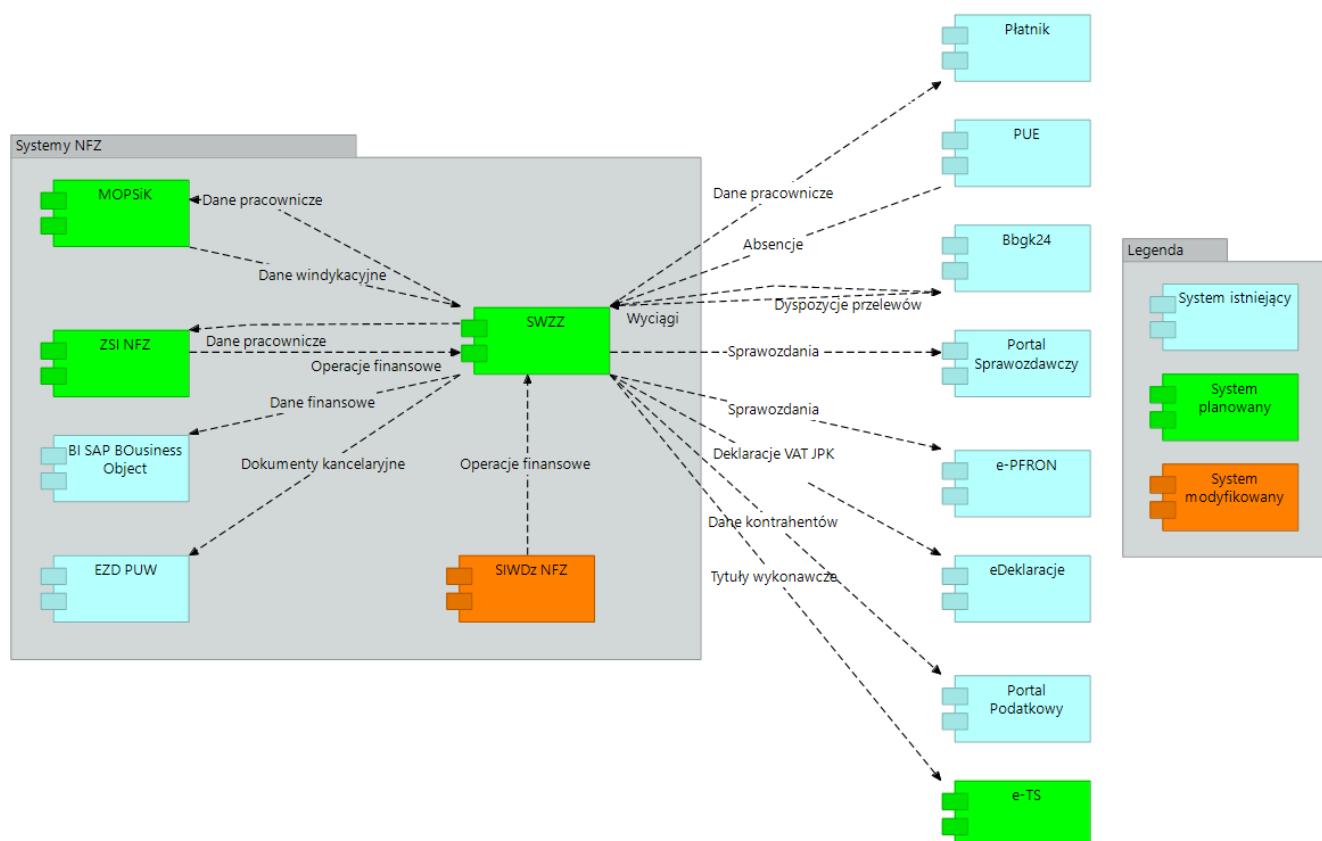 Płatnik
PUE
Bbgk24
Portal
Sprawozdawczy
e-PFRON
eDeklaracje
Portal
Podatkowy
e-TS
Systemy NFZ
MOPSiK
ZSI NFZ
BI SAP BOusiness
Object
EZD PUW
SWZZ
SIWDz NFZ
Dane pracownicze
Dane windykacyjne
Dane pracownicze
Operacje finansowe
Dane finansowe
Dokumenty kancelaryjne
Operacje finansowe
Dane pracownicze
Absencje
Dyspozycje przelewów
Wyciągi
Sprawozdania
Sprawozdania
Deklaracje VAT JPK
Dane kontrahentów
Tytuły wykonawcze
Legenda
System istniejący
System
planowany
System
modyfikowany